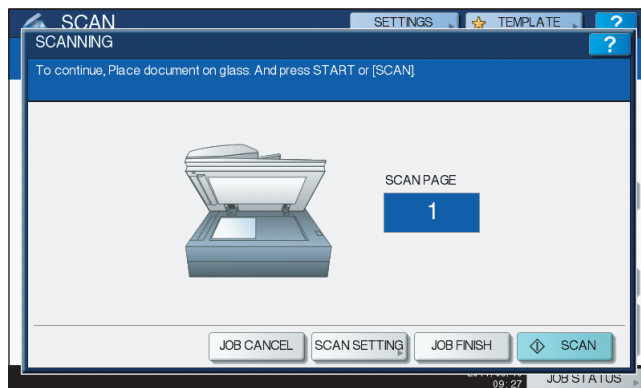 SCAN SETTINGS TEMPLATE ?
SCANNING ?
To continue, Place document on glass. And press START or [SCAN].
SCAN PAGE
1
JOB CANCEL SCAN SETTING JOB FINISH SCAN
09:27 JOB STATUS